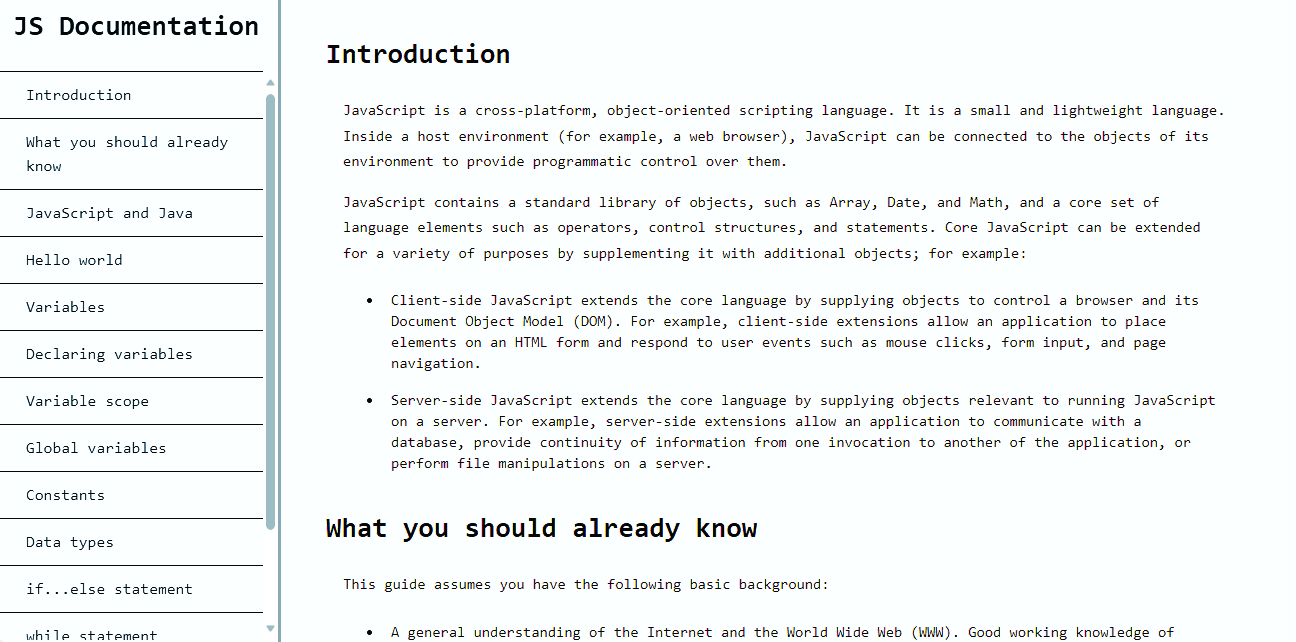 JS Documentation
Introduction
What you should already
know
JavaScript and Java
Hello world
Variables
Declaring variables
Variable scope
Global variables
Constants
Data types
if...else statement
while statement
Introduction
JavaScript is a cross-platform, object-oriented scripting language. It is a small and lightweight language.
Inside a host environment (for example, a web browser), JavaScript can be connected to the objects of its
environment to provide programmatic control over them.
JavaScript contains a standard library of objects, such as Array, Date, and Math, and a core set of
language elements such as operators, control structures, and statements. Core JavaScript can be extended
for a variety of purposes by supplementing it with additional objects; for example:
• Client-side JavaScript extends the core language by supplying objects to control a browser and its
Document Object Model (DOM). For example, client-side extensions allow an application to place
elements on an HTML form and respond to user events such as mouse clicks, form input, and page
navigation.
• Server-side JavaScript extends the core language by supplying objects relevant to running JavaScript
on a server. For example, server-side extensions allow an application to communicate with a
database, provide continuity of information from one invocation to another of the application, or
perform file manipulations on a server.
What you should already know
This guide assumes you have the following basic background:
• A general understanding of the Internet and the World Wide Web (WWW). Good working knowledge of